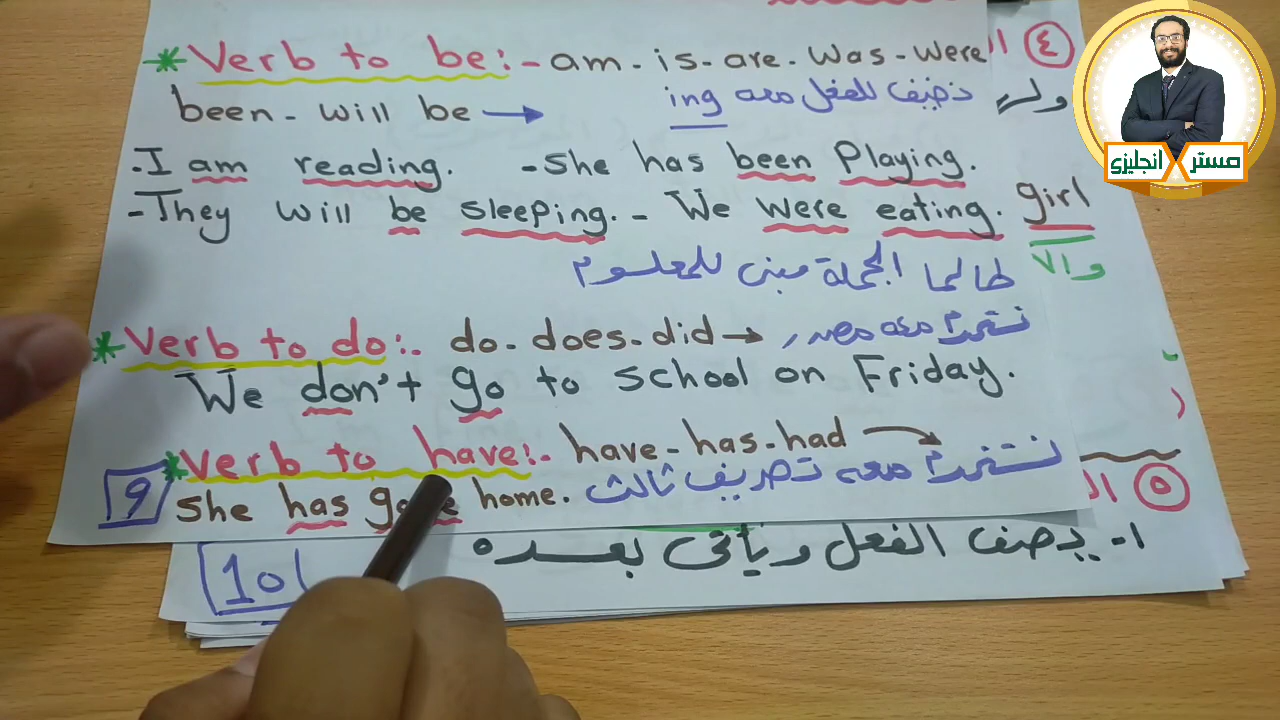 * Verb to be:- am - is - are - was - were
been - will be → نضيف للفعل معه ing
- I am reading. - She has been Playing.
- They will be sleeping. - We were eating.
طالما الجملة مبنى للمعلوم
* Verb to do:- do - does - did → نستخدم معه مصدر
We don't go to school on Friday.
* Verb to have:- have - has - had
She has home. نستخدم معه تصريف ثالث
9
٤
girl
٥
١- يصف الفعل ويأتى بعده
10
مستر X انجليزي